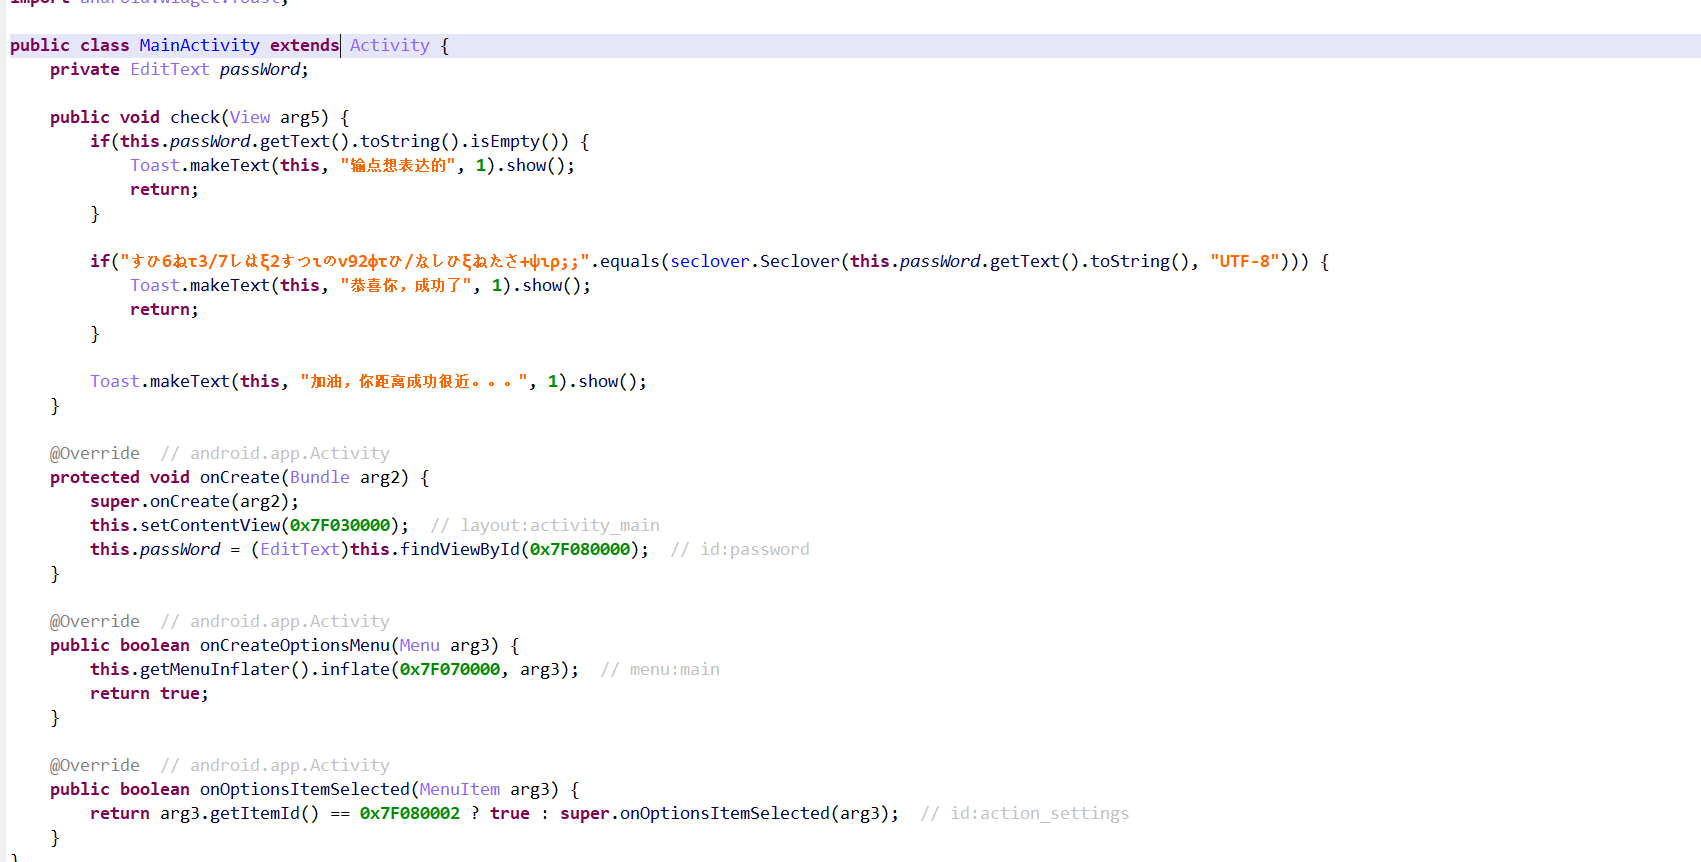 import android.widget.Toast;
public class MainActivity extends Activity {
private EditText passWord;
public void check(View arg5) {
if(this.passWord.getText().toString().isEmpty()) {
Toast.makeText(this, "输点想表达的", 1).show();
return;
}
if("すひ6ねτ3/7しはξ2すつιのν92φτひ/なしひξねたさ+ψιρ;;".equals(seclover.Seclover(this.passWord.getText().toString(), "UTF-8"))) {
Toast.makeText(this, "恭喜你，成功了", 1).show();
return;
}
Toast.makeText(this, "加油，你距离成功很近。。。", 1).show();
}
@Override  // android.app.Activity
protected void onCreate(Bundle arg2) {
super.onCreate(arg2);
this.setContentView(0x7F030000);  // layout:activity_main
this.passWord = (EditText)this.findViewById(0x7F080000);  // id:password
}
@Override  // android.app.Activity
public boolean onCreateOptionsMenu(Menu arg3) {
this.getMenuInflater().inflate(0x7F070000, arg3);  // menu:main
return true;
}
@Override  // android.app.Activity
public boolean onOptionsItemSelected(MenuItem arg3) {
return arg3.getItemId() == 0x7F080002 ? true : super.onOptionsItemSelected(arg3);  // id:action_settings
}
}